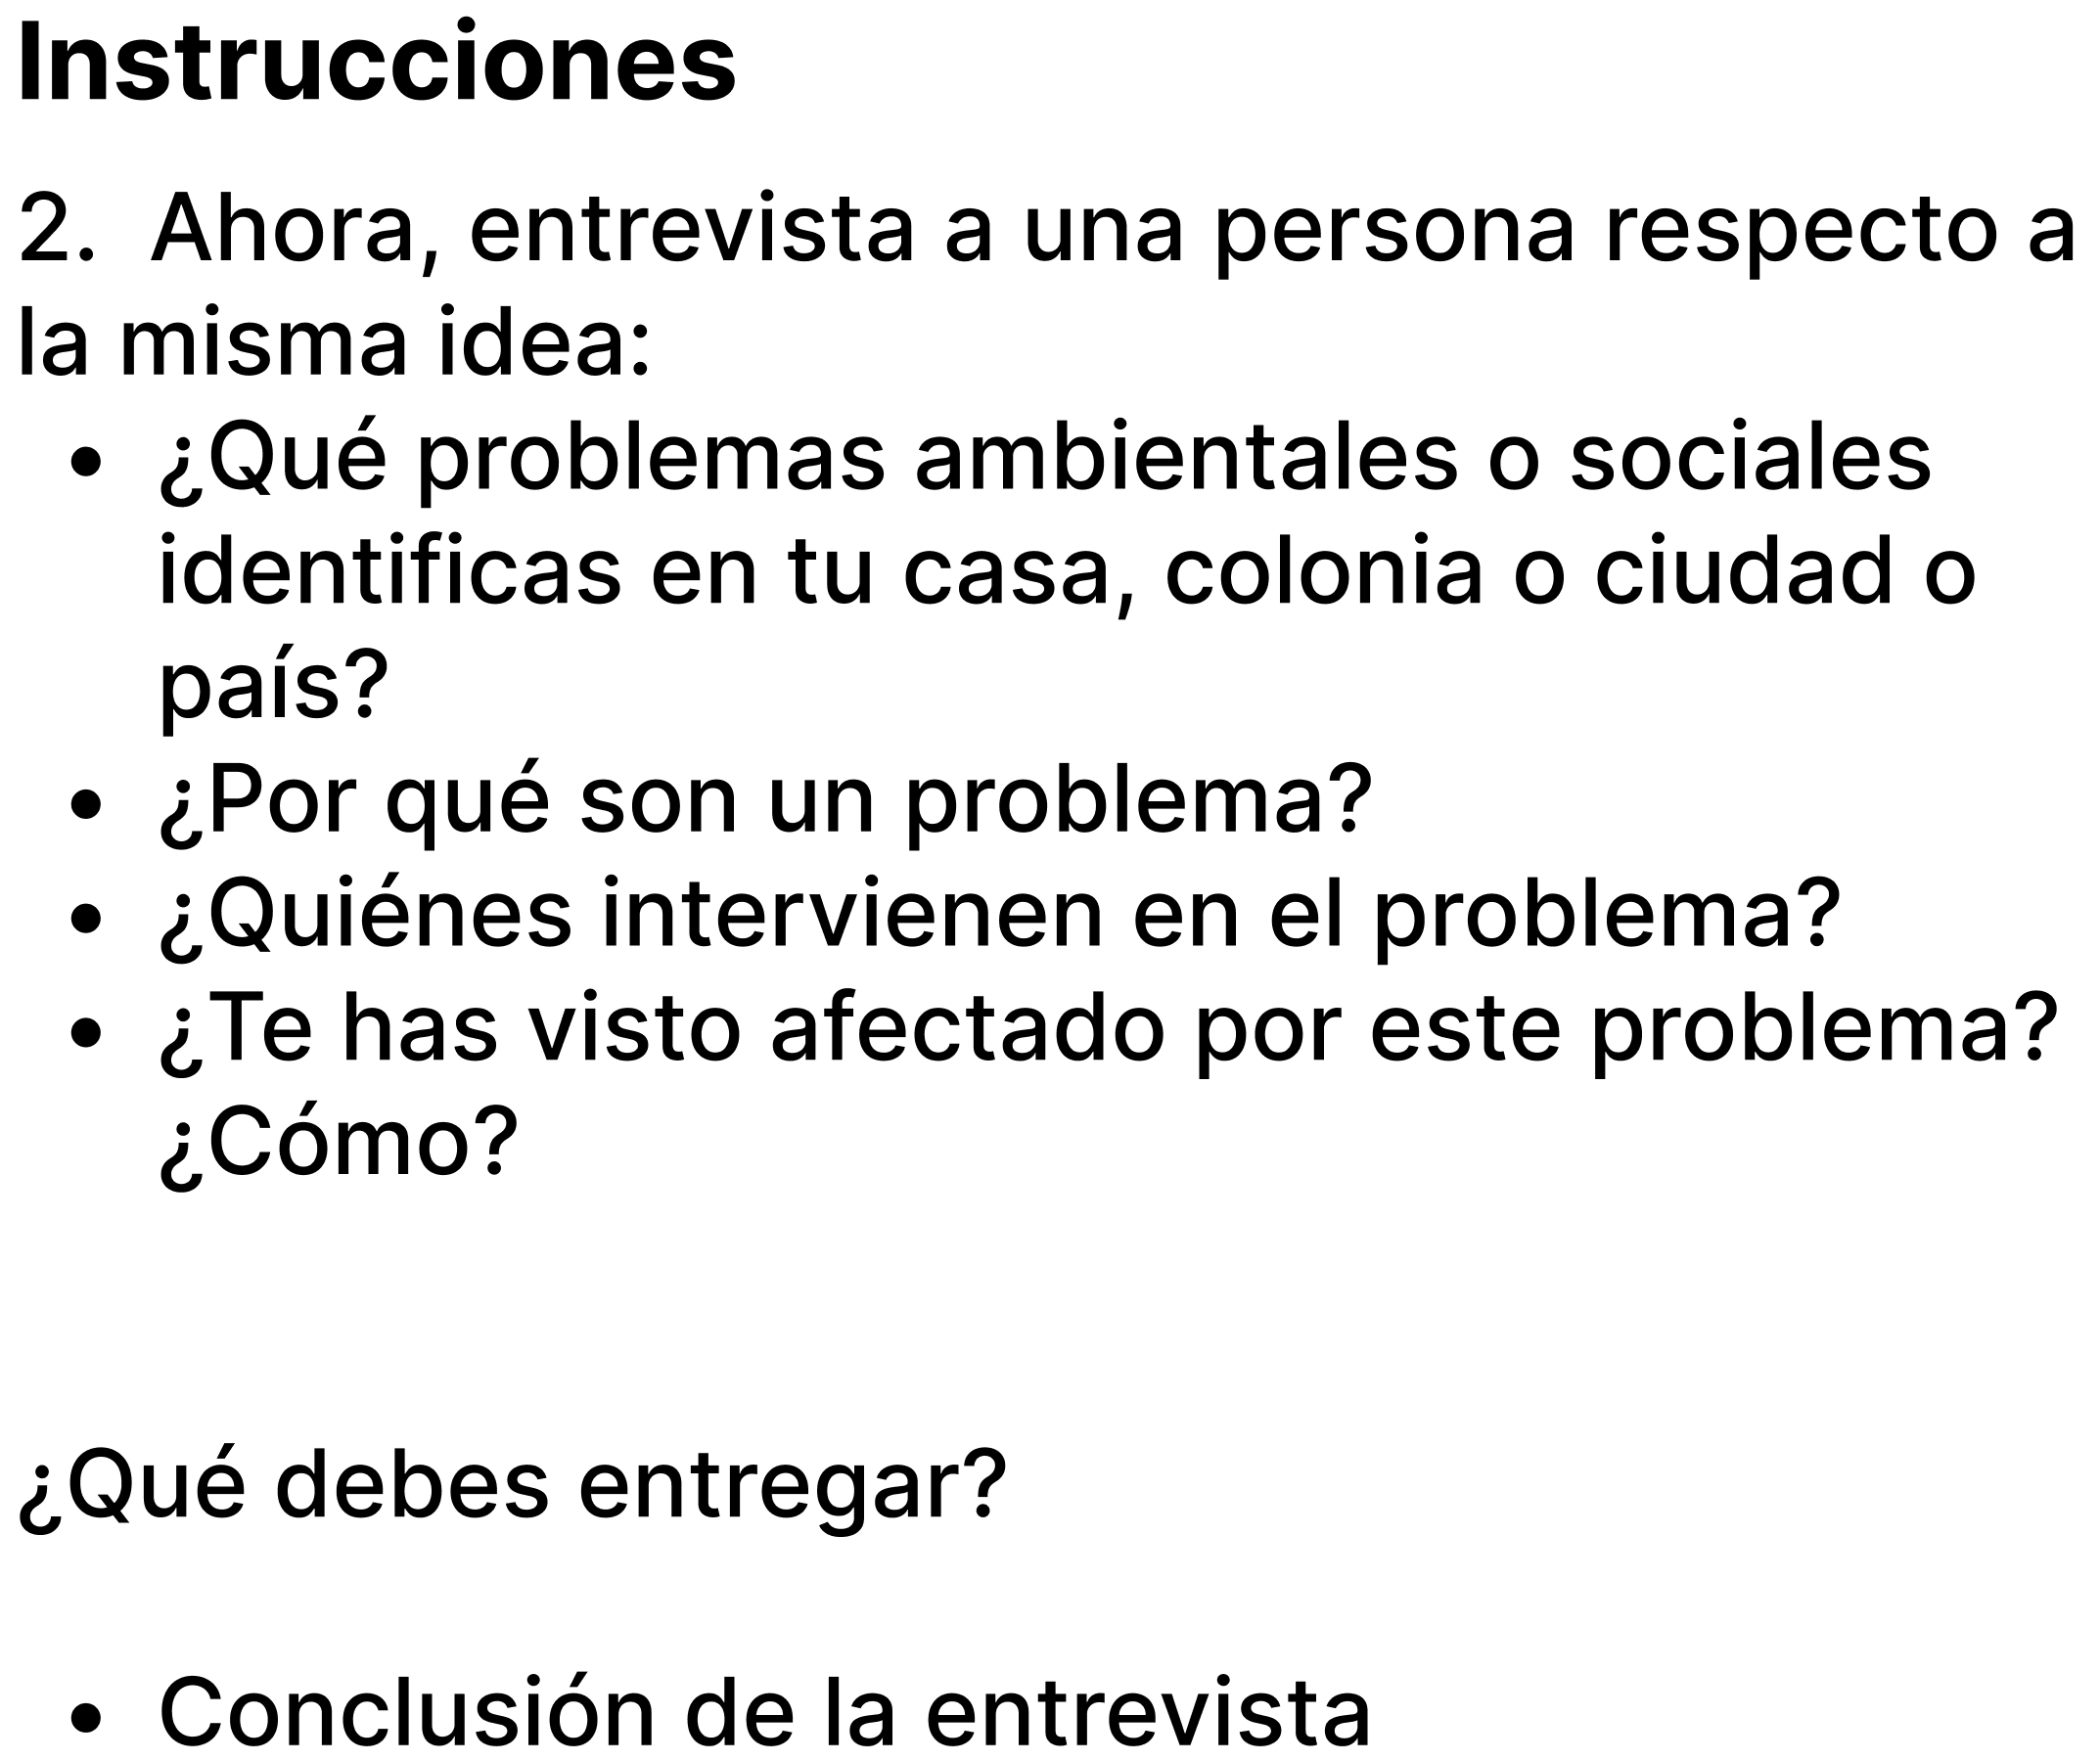 Instrucciones
2. Ahora, entrevista a una persona respecto a
la misma idea:
• ¿Qué problemas ambientales o sociales
identificas en tu casa, colonia o ciudad o
país?
• ¿Por qué son un problema?
• ¿Quiénes intervienen en el problema?
• ¿Te has visto afectado por este problema?
¿Cómo?
¿Qué debes entregar?
• Conclusión de la entrevista